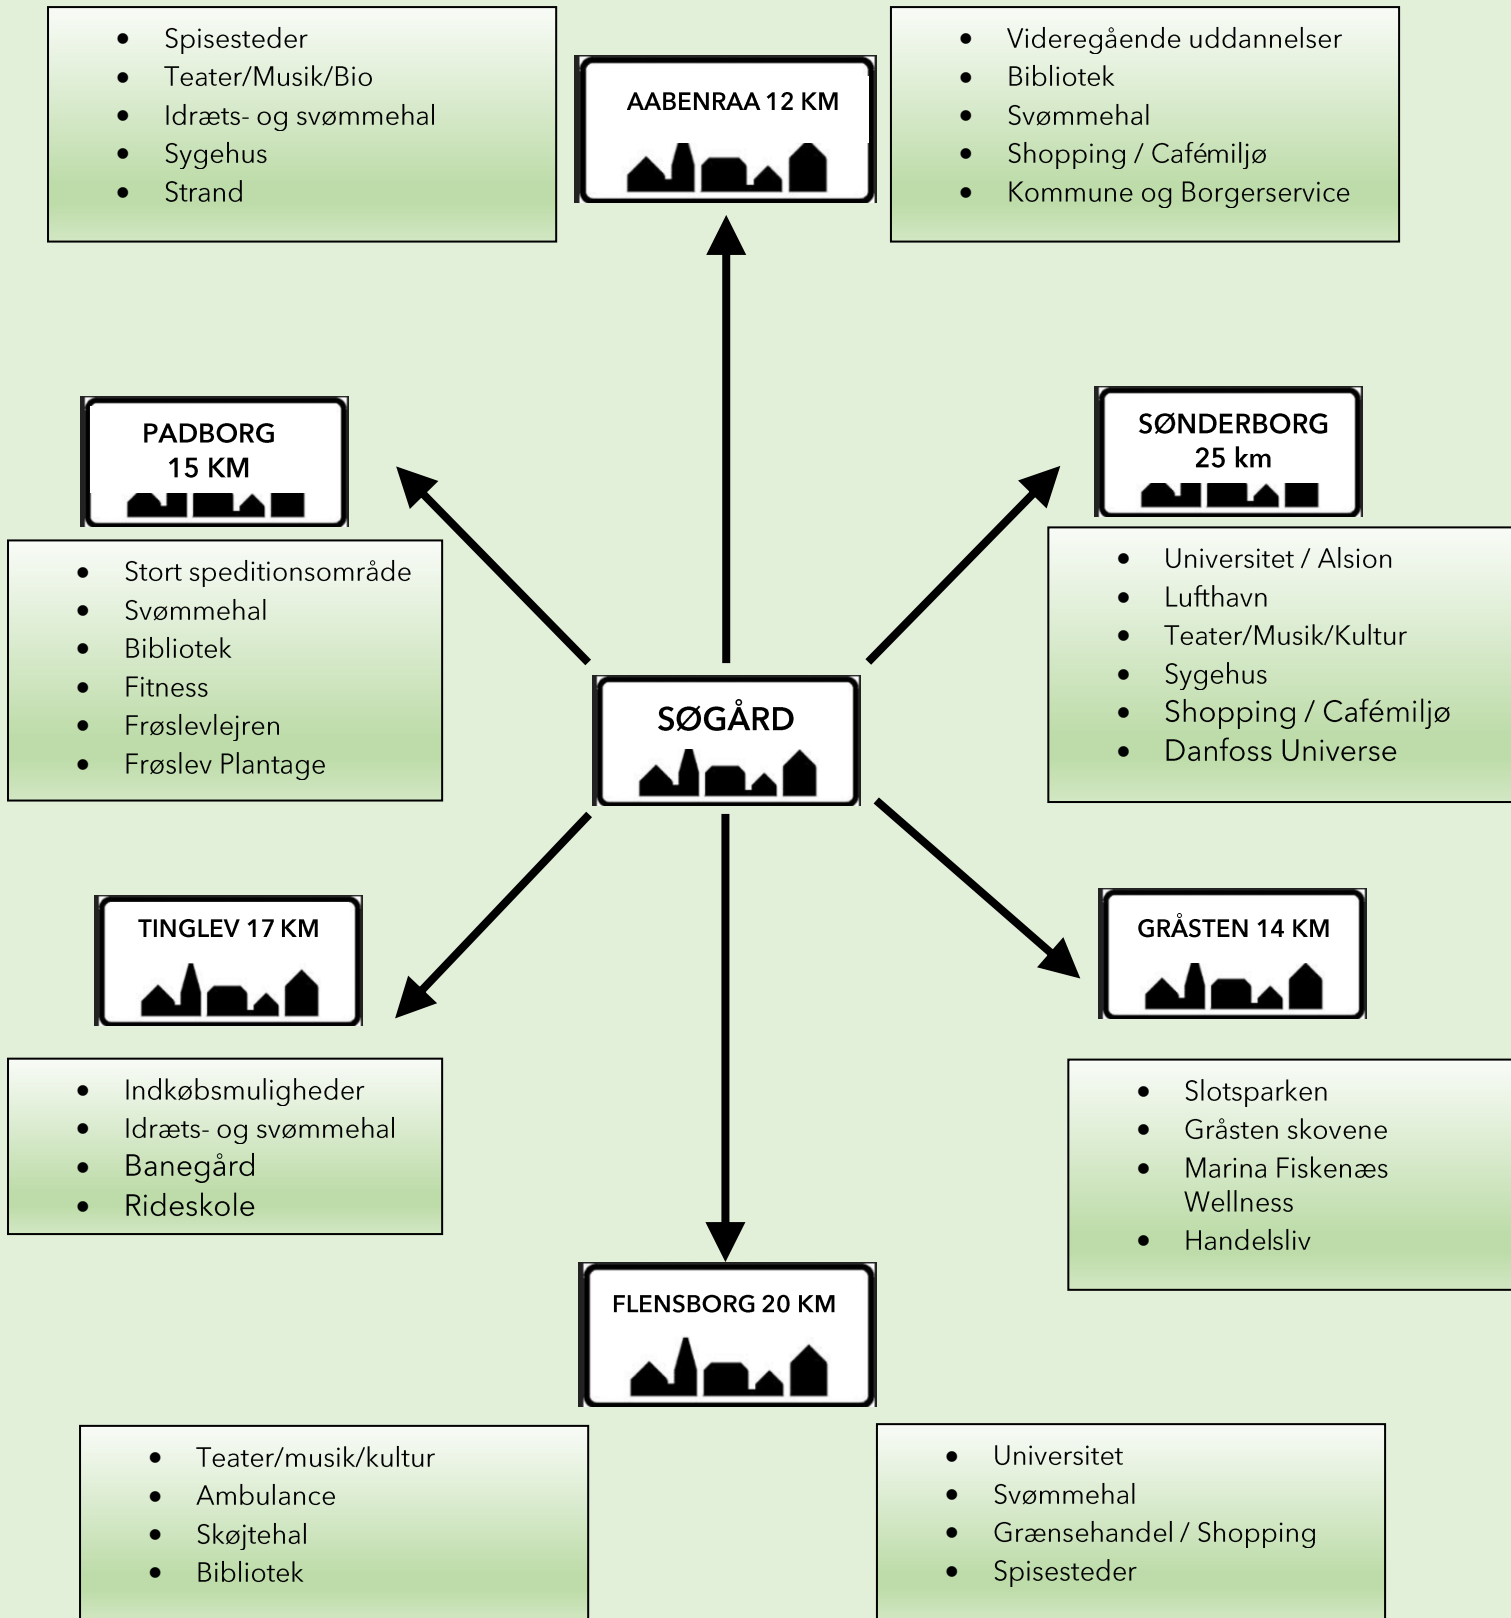 • Spisesteder
• Teater/Musik/Bio
• Idræts- og svømmehal
• Sygehus
• Strand
AABENRAA 12 KM
• Videregående uddannelser
• Bibliotek
• Svømmehal
• Shopping / Cafémiljø
• Kommune og Borgerservice
PADBORG
15 KM
• Stort speditionsområde
• Svømmehal
• Bibliotek
• Fitness
• Frøslevlejren
• Frøslev Plantage
SØNDERBORG
25 km
• Universitet / Alsion
• Lufthavn
• Teater/Musik/Kultur
• Sygehus
• Shopping / Cafémiljø
• Danfoss Universe
SØGÅRD
TINGLEV 17 KM
• Indkøbsmuligheder
• Idræts- og svømmehal
• Banegård
• Rideskole
GRÅSTEN 14 KM
• Slotsparken
• Gråsten skovene
• Marina Fiskenæs
Wellness
• Handelsliv
FLENSBORG 20 KM
• Teater/musik/kultur
• Ambulance
• Skøjtehal
• Bibliotek
• Universitet
• Svømmehal
• Grænsehandel / Shopping
• Spisesteder